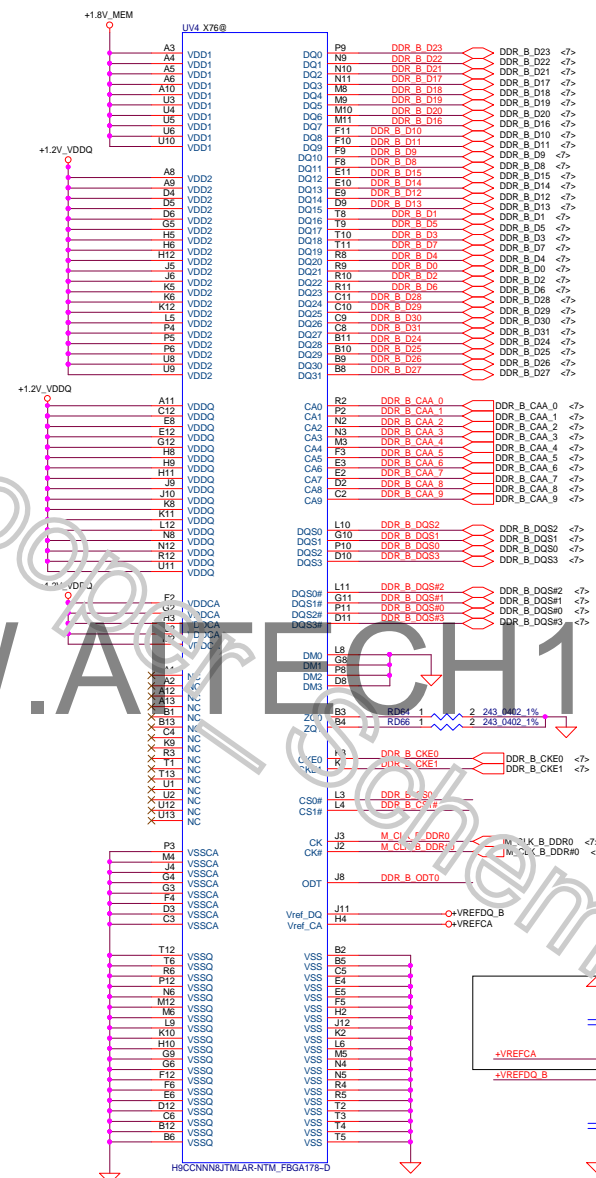 +1.8V_MEM
UV4 X76@
A3 VDD1 DQ0 P9 DDR_B_D23 DDR_B_D23 <7>
A4 VDD1 DQ1 N9 DDR_B_D22 DDR_B_D22 <7>
A5 VDD1 DQ2 N10 DDR_B_D21 DDR_B_D21 <7>
A6 VDD1 DQ3 N11 DDR_B_D17 DDR_B_D17 <7>
A10 VDD1 DQ4 M8 DDR_B_D18 DDR_B_D18 <7>
U3 VDD1 DQ5 M9 DDR_B_D19 DDR_B_D19 <7>
U4 VDD1 DQ6 M10 DDR_B_D20 DDR_B_D20 <7>
U5 VDD1 DQ7 M11 DDR_B_D16 DDR_B_D16 <7>
U6 VDD1 DQ8 F11 DDR_B_D10 DDR_B_D10 <7>
U10 VDD1 DQ9 F10 DDR_B_D11 DDR_B_D11 <7>
+1.2V_VDDQ
DQ10 F9 DDR_B_D9 DDR_B_D9 <7>
DQ11 F8 DDR_B_D8 DDR_B_D8 <7>
A8 VDD2 DQ12 E11 DDR_B_D15 DDR_B_D15 <7>
A9 VDD2 DQ13 E10 DDR_B_D14 DDR_B_D14 <7>
D4 VDD2 DQ14 E9 DDR_B_D12 DDR_B_D12 <7>
D5 VDD2 DQ15 D9 DDR_B_D13 DDR_B_D13 <7>
D6 VDD2 DQ16 T8 DDR_B_D1 DDR_B_D1 <7>
G5 VDD2 DQ17 T9 DDR_B_D5 DDR_B_D5 <7>
H5 VDD2 DQ18 T10 DDR_B_D3 DDR_B_D3 <7>
H6 VDD2 DQ19 T11 DDR_B_D7 DDR_B_D7 <7>
H12 VDD2 DQ20 R8 DDR_B_D4 DDR_B_D4 <7>
J5 VDD2 DQ21 R9 DDR_B_D0 DDR_B_D0 <7>
J6 VDD2 DQ22 R10 DDR_B_D2 DDR_B_D2 <7>
K5 VDD2 DQ23 R11 DDR_B_D6 DDR_B_D6 <7>
K6 VDD2 DQ24 C11 DDR_B_D28 DDR_B_D28 <7>
K12 VDD2 DQ25 C10 DDR_B_D29 DDR_B_D29 <7>
L5 VDD2 DQ26 C9 DDR_B_D30 DDR_B_D30 <7>
P4 VDD2 DQ27 C8 DDR_B_D31 DDR_B_D31 <7>
P5 VDD2 DQ28 B11 DDR_B_D24 DDR_B_D24 <7>
P6 VDD2 DQ29 B10 DDR_B_D25 DDR_B_D25 <7>
U8 VDD2 DQ30 B9 DDR_B_D26 DDR_B_D26 <7>
U9 VDD2 DQ31 B8 DDR_B_D27 DDR_B_D27 <7>
+1.2V_VDDQ
A11 VDDQ CA0 R2 DDR_B_CAA_0 DDR_B_CAA_0 <7>
C12 VDDQ CA1 P2 DDR_B_CAA_1 DDR_B_CAA_1 <7>
E8 VDDQ CA2 N2 DDR_B_CAA_2 DDR_B_CAA_2 <7>
E12 VDDQ CA3 N3 DDR_B_CAA_3 DDR_B_CAA_3 <7>
G12 VDDQ CA4 M3 DDR_B_CAA_4 DDR_B_CAA_4 <7>
H8 VDDQ CA5 F3 DDR_B_CAA_5 DDR_B_CAA_5 <7>
H9 VDDQ CA6 E3 DDR_B_CAA_6 DDR_B_CAA_6 <7>
H11 VDDQ CA7 E2 DDR_B_CAA_7 DDR_B_CAA_7 <7>
J9 VDDQ CA8 D2 DDR_B_CAA_8 DDR_B_CAA_8 <7>
J10 VDDQ CA9 C2 DDR_B_CAA_9 DDR_B_CAA_9 <7>
K8 VDDQ
K11 VDDQ
L12 VDDQ DQS0 L10 DDR_B_DQS2 DDR_B_DQS2 <7>
N8 VDDQ DQS1 G10 DDR_B_DQS1 DDR_B_DQS1 <7>
N12 VDDQ DQS2 P10 DDR_B_DQS0 DDR_B_DQS0 <7>
R12 VDDQ DQS3 D10 DDR_B_DQS3 DDR_B_DQS3 <7>
U11 VDDQ
+1.2V_VDDQ
F2 VDDCA DQS0# L11 DDR_B_DQS#2 DDR_B_DQS#2 <7>
G2 VDDCA DQS1# G11 DDR_B_DQS#1 DDR_B_DQS#1 <7>
H3 VDDCA DQS2# P11 DDR_B_DQS#0 DDR_B_DQS#0 <7>
VDDCA DQS3# D11 DDR_B_DQS#3 DDR_B_DQS#3 <7>
VDDCA
DM0 L8
DM1 G8
A1 NC DM2 P8
A2 NC DM3 D8
A12 NC
A13 NC
B1 NC ZQ0 B3 RD64 1 2 243_0402_1%
B13 NC ZQ1 B4 RD66 1 2 243_0402_1%
C4 NC
K9 NC
R3 NC CKE0 K3 DDR_B_CKE0 DDR_B_CKE0 <7>
T1 NC CKE1 DDR_B_CKE1 DDR_B_CKE1 <7>
T13 NC
U1 NC
U2 NC CS0# L3
U12 NC CS1# L4
U13 NC
CK J3 M_CLK_B_DDR0 M_CLK_B_DDR0 <7>
P3 VSSCA CK# J2 M_CLK_B_DDR#0 M_CLK_B_DDR#0 <
M4 VSSCA
J4 VSSCA
G4 VSSCA ODT J8 DDR_B_ODT0
G3 VSSCA
F4 VSSCA
D3 VSSCA Vref_DQ J11 +VREFDQ_B
C3 VSSCA Vref_CA H4 +VREFCA
T12 VSSQ VSS B2
T6 VSSQ VSS B5
R6 VSSQ VSS C5
P12 VSSQ VSS E4
N6 VSSQ VSS E5
M12 VSSQ VSS F5
M6 VSSQ VSS H2
L9 VSSQ VSS J12
K10 VSSQ VSS K2
H10 VSSQ VSS L6
G9 VSSQ VSS M5
G6 VSSQ VSS N4
F12 VSSQ VSS N5
F6 VSSQ VSS R4
E6 VSSQ VSS R5
D12 VSSQ VSS T2
C6 VSSQ VSS T3
B12 VSSQ VSS T4
B6 VSSQ VSS T5
+VREFCA
+VREFDQ_B
H9CCNNN8JTMLAR-NTM_FBGA178~D